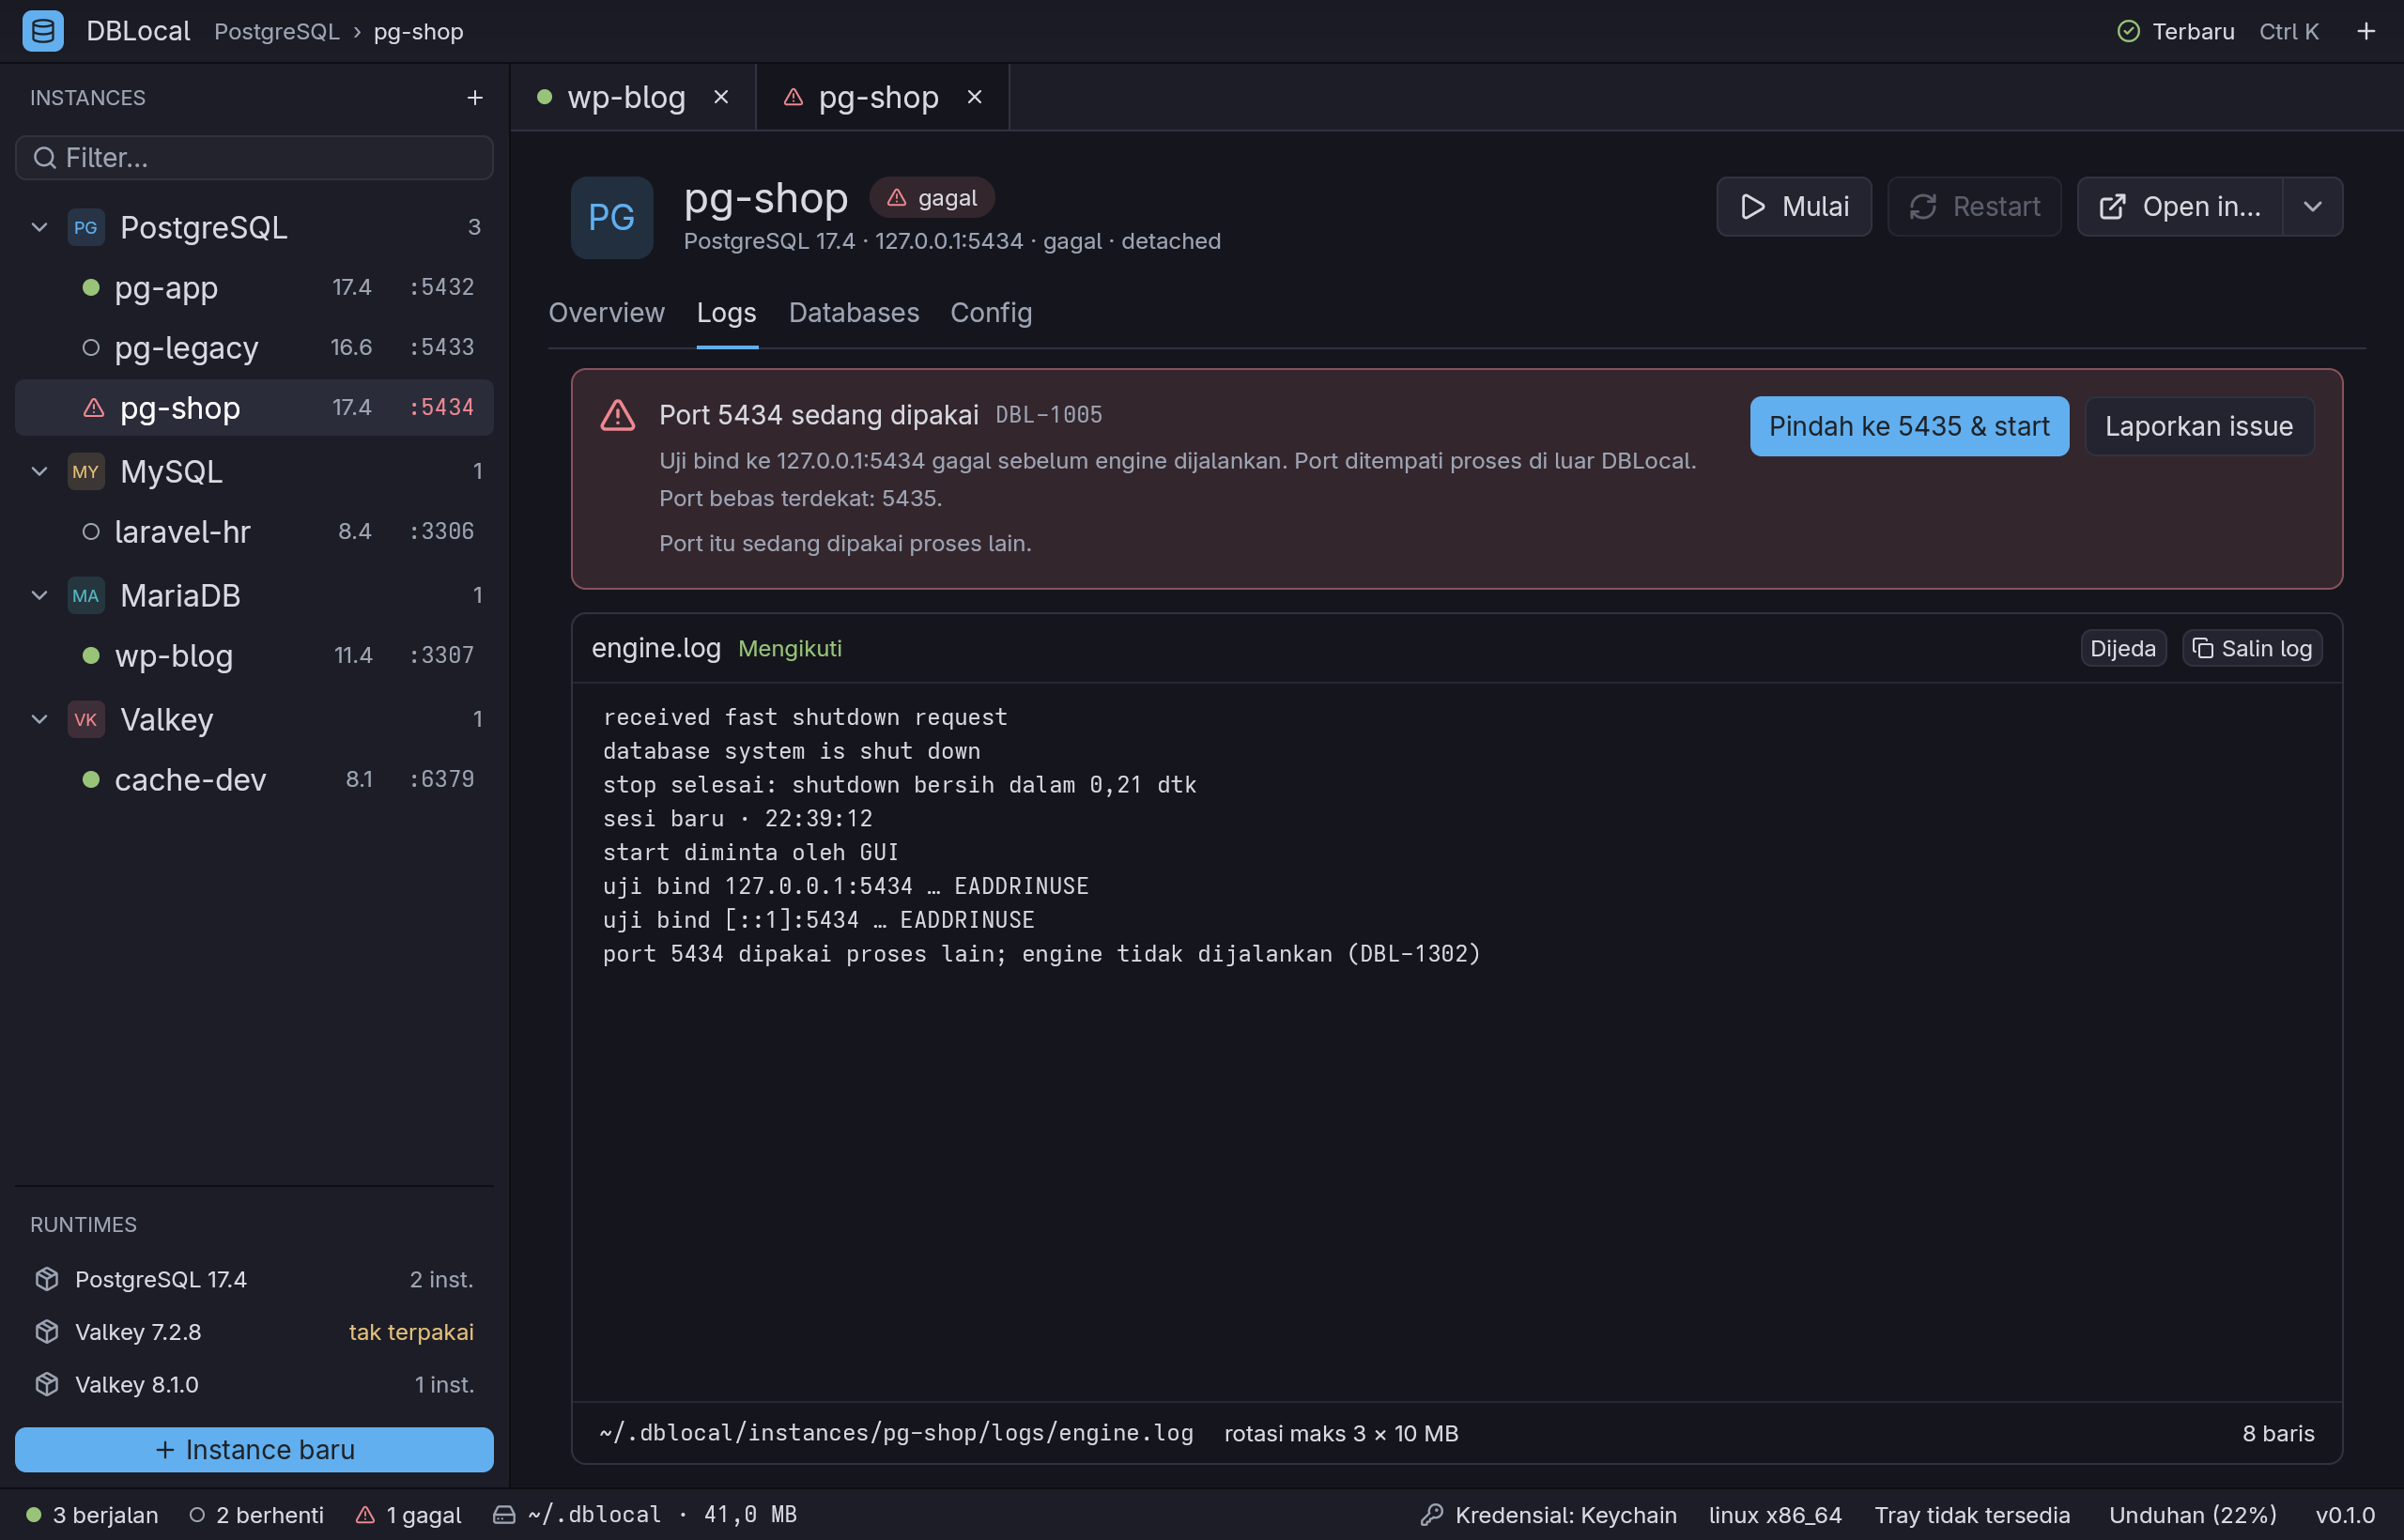 DBLocal PostgreSQL › pg-shop Terbaru Ctrl K +
INSTANCES +
Filter...
PG PostgreSQL 3
pg-app 17.4 :5432
pg-legacy 16.6 :5433
pg-shop 17.4 :5434
MY MySQL 1
laravel-hr 8.4 :3306
MA MariaDB 1
wp-blog 11.4 :3307
VK Valkey 1
cache-dev 8.1 :6379
RUNTIMES
PostgreSQL 17.4 2 inst.
Valkey 7.2.8 tak terpakai
Valkey 8.1.0 1 inst.
+ Instance baru
wp-blog × pg-shop ×
PG
pg-shop gagal
PostgreSQL 17.4 · 127.0.0.1:5434 · gagal · detached
Mulai Restart Open in...
Overview Logs Databases Config
Port 5434 sedang dipakai DBL-1005
Uji bind ke 127.0.0.1:5434 gagal sebelum engine dijalankan. Port ditempati proses di luar DBLocal.
Port bebas terdekat: 5435.
Port itu sedang dipakai proses lain.
Pindah ke 5435 & start Laporkan issue
engine.log Mengikuti Dijeda Salin log
received fast shutdown request
database system is shut down
stop selesai: shutdown bersih dalam 0,21 dtk
sesi baru · 22:39:12
start diminta oleh GUI
uji bind 127.0.0.1:5434 … EADDRINUSE
uji bind [::1]:5434 … EADDRINUSE
port 5434 dipakai proses lain; engine tidak dijalankan (DBL-1302)
~/.dblocal/instances/pg-shop/logs/engine.log rotasi maks 3 × 10 MB 8 baris
3 berjalan 2 berhenti 1 gagal ~/.dblocal · 41,0 MB Kredensial: Keychain linux x86_64 Tray tidak tersedia Unduhan (22%) v0.1.0